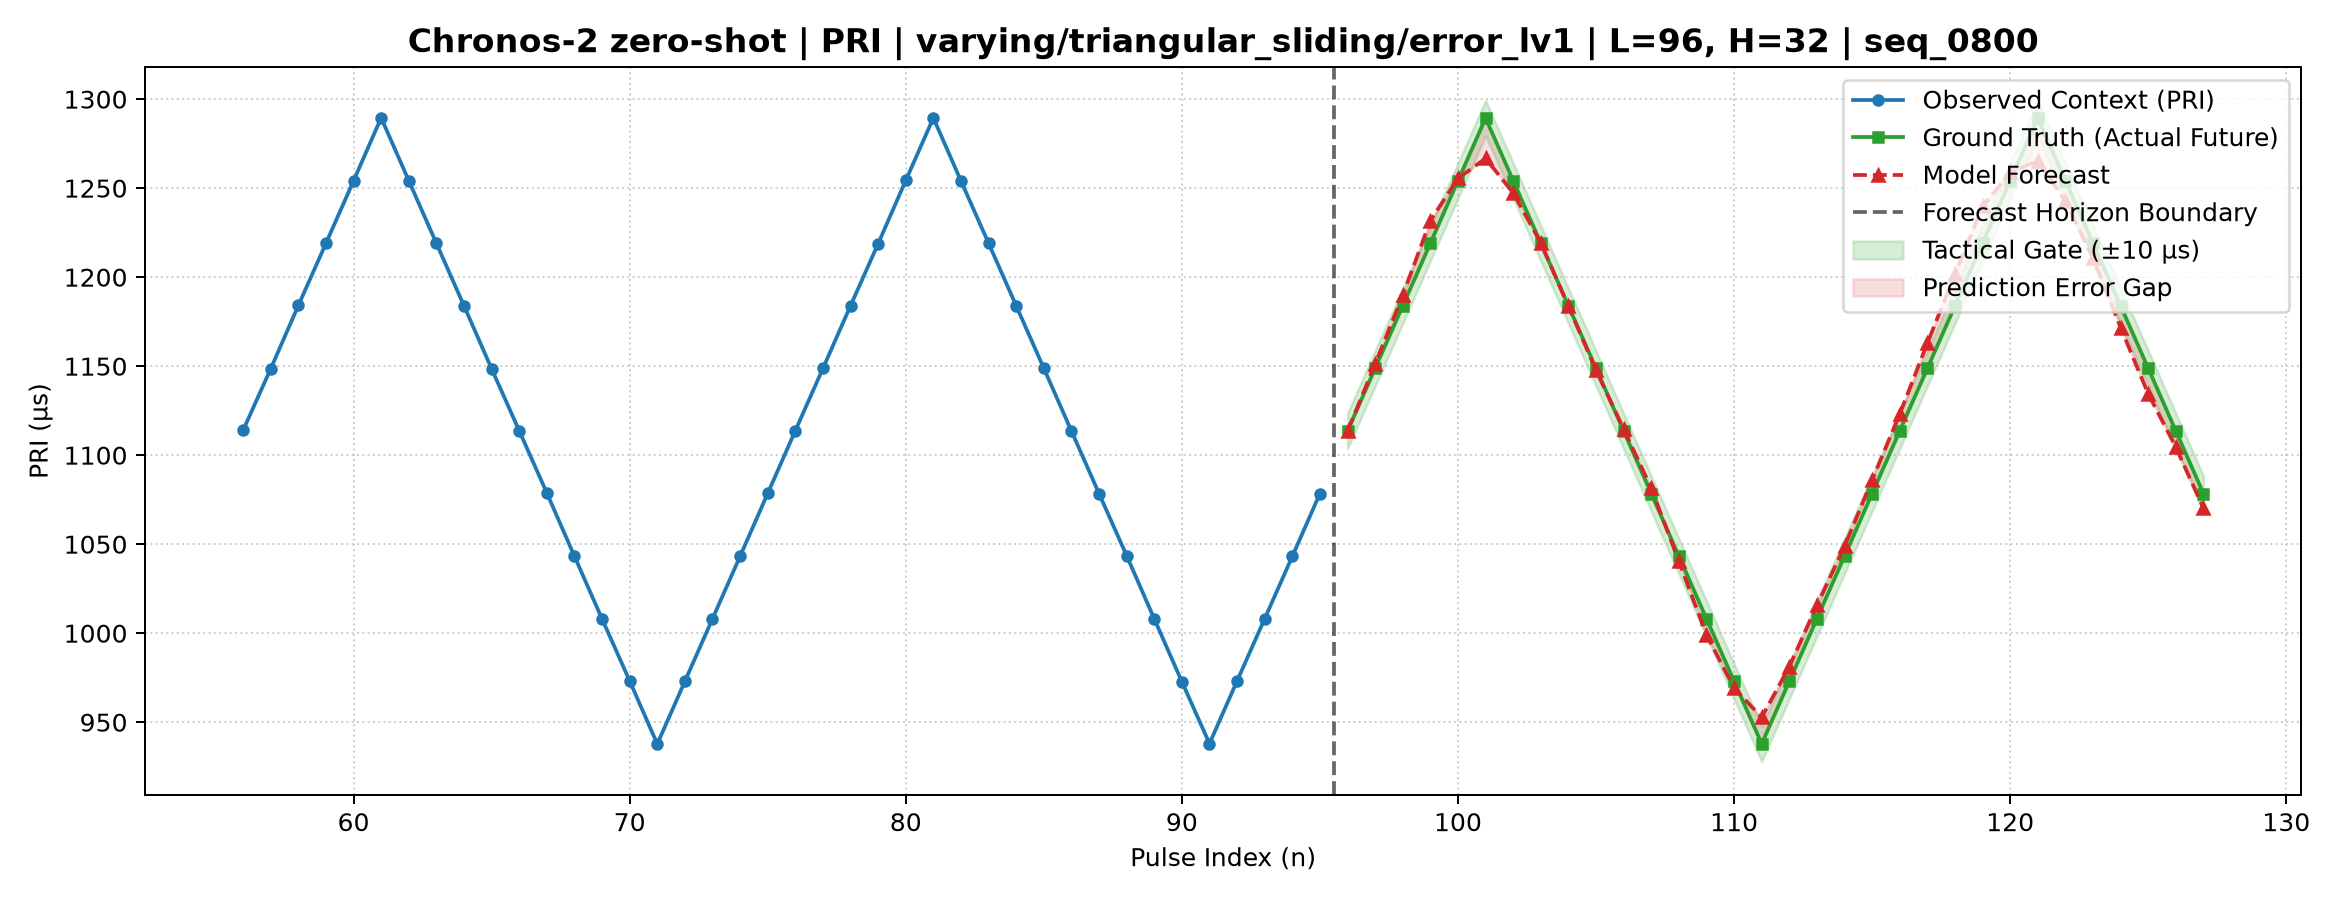 Chronos-2 zero-shot | PRI | varying/triangular_sliding/error_lv1 | L=96, H=32 | seq_0800
1300
1250
1200
1150
1100
1050
1000
950
PRI (µs)
Observed Context (PRI)
Ground Truth (Actual Future)
Model Forecast
Forecast Horizon Boundary
Tactical Gate (±10 µs)
Prediction Error Gap
60 70 80 90 100 110 120 130
Pulse Index (n)